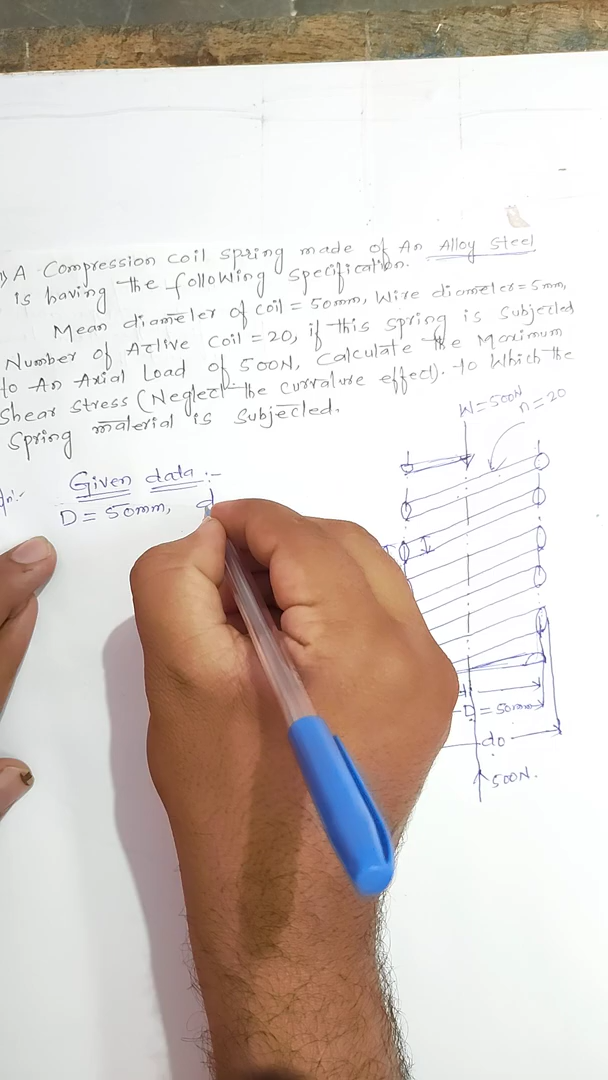 1) A Compression coil spring made of An Alloy steel
is having the following specification.
Mean diameter of coil = 50mm, Wire diameter = 5mm,
Number of Active coil = 20, if this spring is subjected
to An Axial Load of 500N, calculate the Maximum
Shear stress (Neglect the curvature effect). to which the
Spring material is subjected.
W = 500N
n = 20
Given data :-
D = 50mm, d
D = 50mm
do
500N.